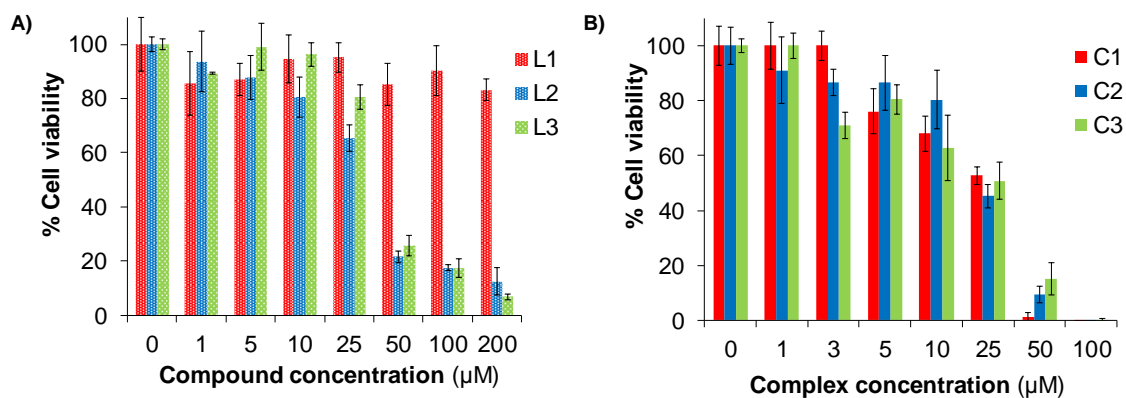 A)
% Cell viability
100
80
60
40
20
0
0 1 5 10 25 50 100 200
Compound concentration (µM)
L1
L2
L3
B)
% Cell viability
100
80
60
40
20
0
0 1 3 5 10 25 50 100
Complex concentration (µM)
C1
C2
C3